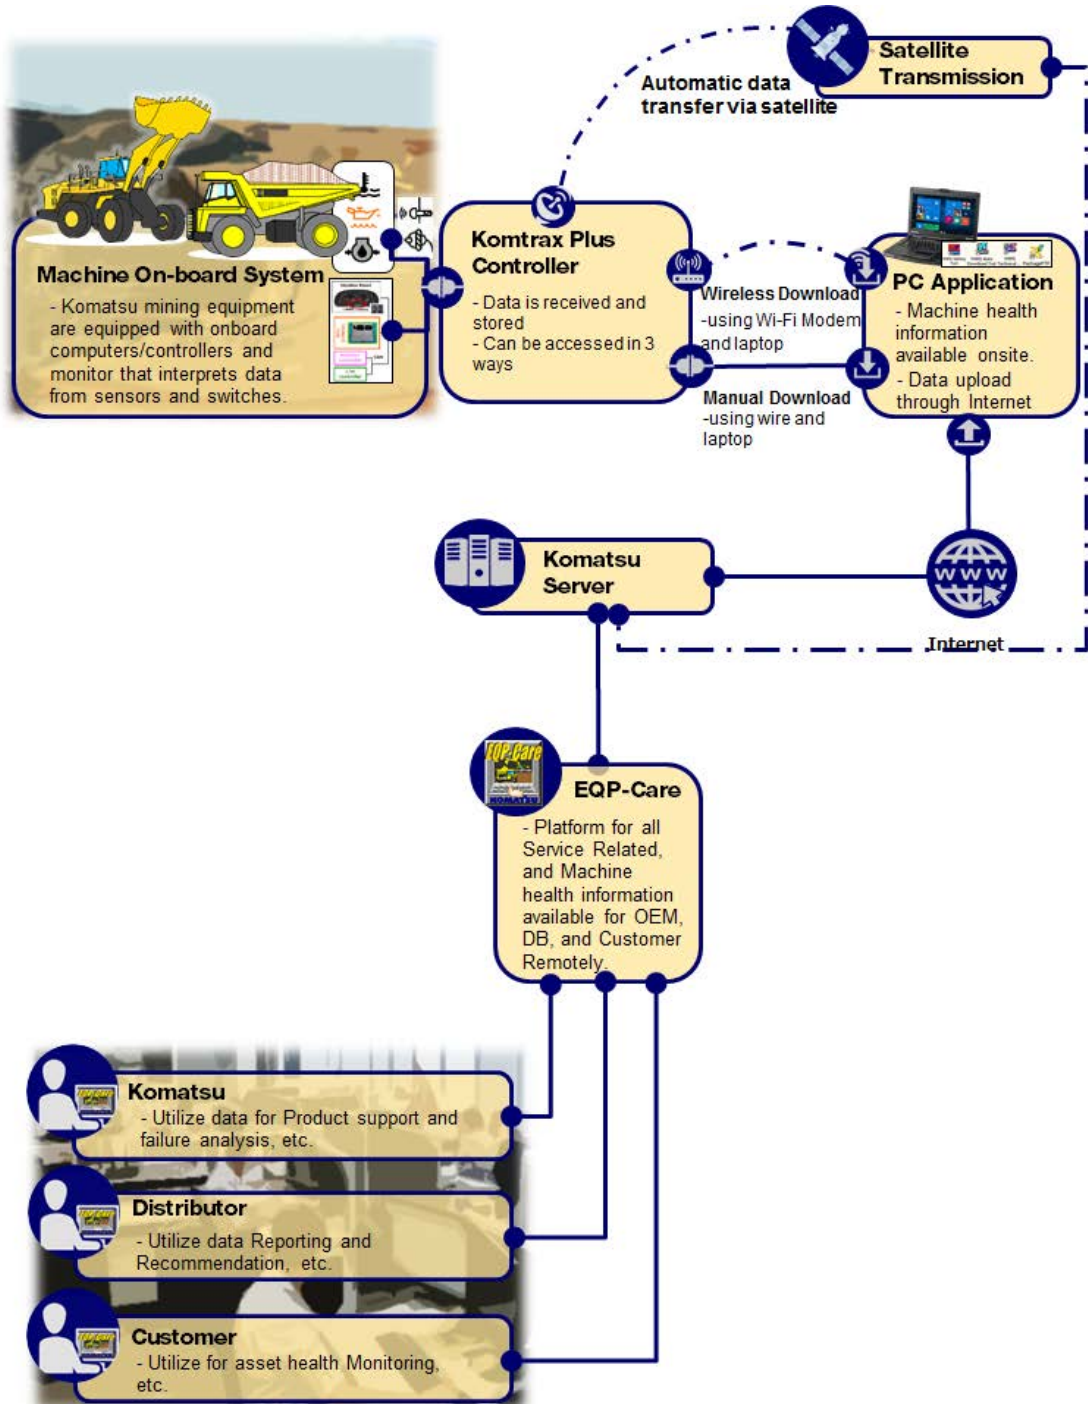 Satellite
Transmission
Automatic data
transfer via satellite
Machine On-board System
- Komatsu mining equipment
are equipped with onboard
computers/controllers and
monitor that interprets data
from sensors and switches.
Komtrax Plus
Controller
- Data is received and
stored
- Can be accessed in 3
ways
Wireless Download
-using Wi-Fi Modem
and laptop
Manual Download
-using wire and
laptop
PC Application
- Machine health
information
available onsite.
- Data upload
through Internet
Komatsu
Server
WWW
Internet
EQP-Care
KOMATSU
EQP-Care
- Platform for all
Service Related,
and Machine
health information
available for OEM,
DB, and Customer
Remotely.
Komatsu
- Utilize data for Product support and
failure analysis, etc.
Distributor
- Utilize data Reporting and
Recommendation, etc.
Customer
- Utilize for asset health Monitoring,
etc.